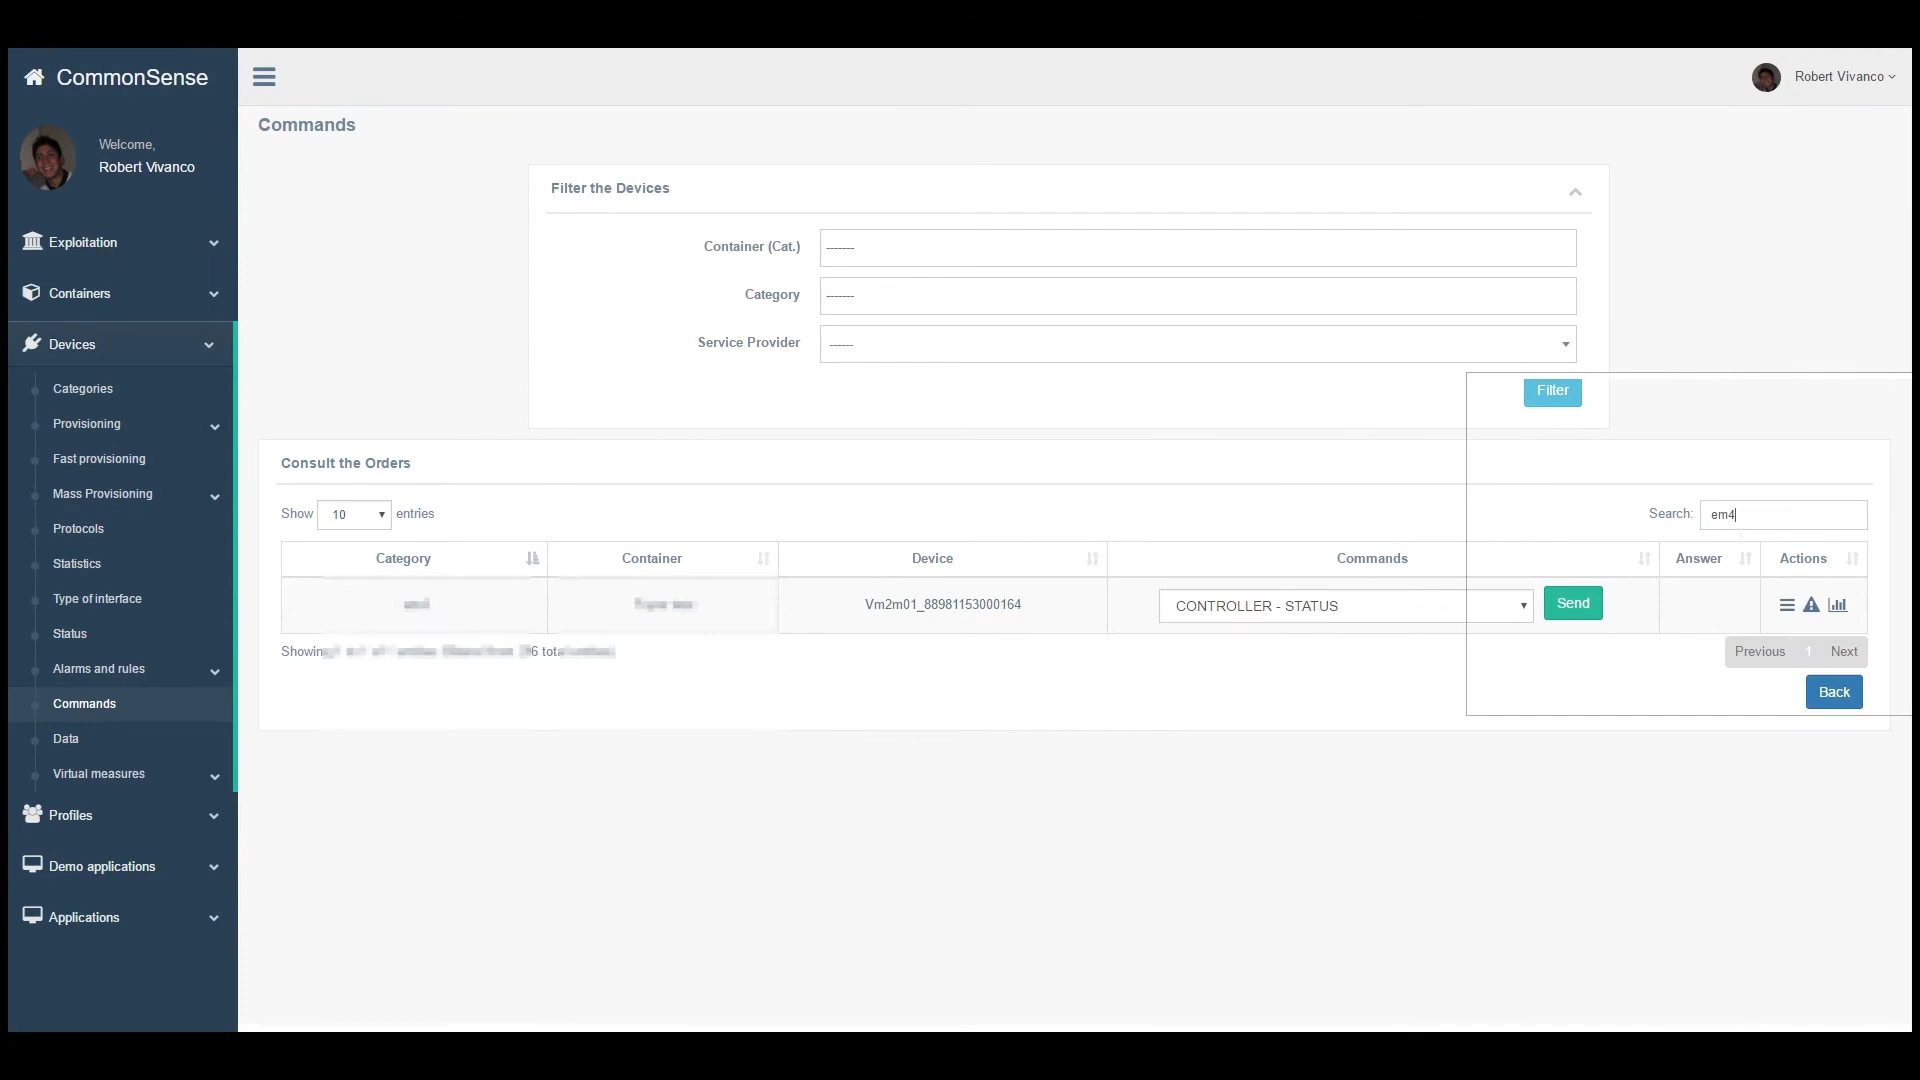 CommonSense
Robert Vivanco
Welcome,
Robert Vivanco
Exploitation
Containers
Devices
Categories
Provisioning
Fast provisioning
Mass Provisioning
Protocols
Statistics
Type of interface
Status
Alarms and rules
Commands
Data
Virtual measures
Profiles
Demo applications
Applications
Commands
Filter the Devices
Container (Cat.) -------
Category -------
Service Provider ------
Filter
Consult the Orders
Show 10 entries
Search: em4
Category Container Device Commands Answer Actions
Vm2m01_88981153000164 CONTROLLER - STATUS Send
Showing
Previous 1 Next
Back